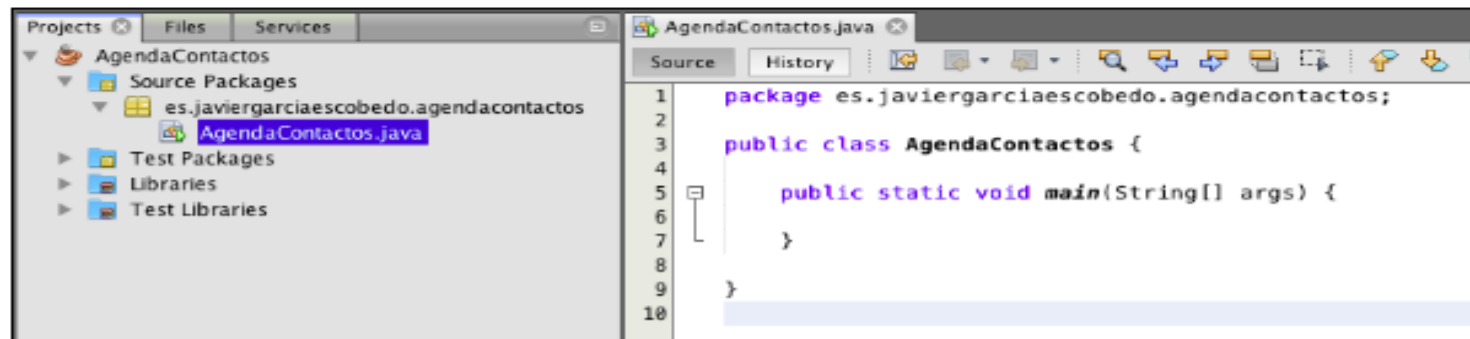 Projects Files Services
AgendaContactos
Source Packages
es.javiergarciaescobedo.agendacontactos
AgendaContactos.java
Test Packages
Libraries
Test Libraries
AgendaContactos.java
Source History
1 package es.javiergarciaescobedo.agendacontactos;
2
3 public class AgendaContactos {
4
5 public static void main(String[] args) {
6
7 }
8
9 }
10